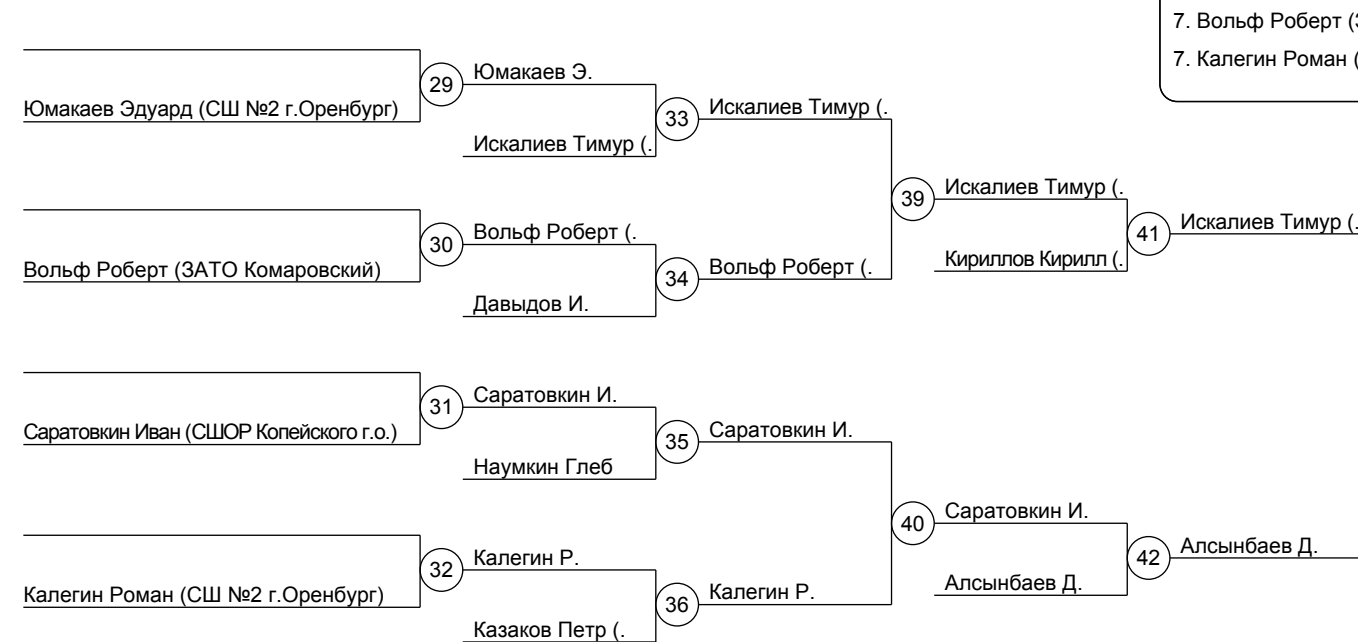 7. Вольф Роберт (
7. Калегин Роман (
29
Юмакаев Э.
Юмакаев Эдуард (СШ №2 г.Оренбург)
33
Искалиев Тимур (.
Искалиев Тимур (.
39
Искалиев Тимур (.
30
Вольф Роберт (.
41
Искалиев Тимур (.
Вольф Роберт (ЗАТО Комаровский)
34
Вольф Роберт (.
Кириллов Кирилл (.
Давыдов И.
31
Саратовкин И.
Саратовкин Иван (СШОР Копейского г.о.)
35
Саратовкин И.
Наумкин Глеб
40
Саратовкин И.
32
Калегин Р.
42
Алсынбаев Д.
Калегин Роман (СШ №2 г.Оренбург)
36
Калегин Р.
Алсынбаев Д.
Казаков Петр (.